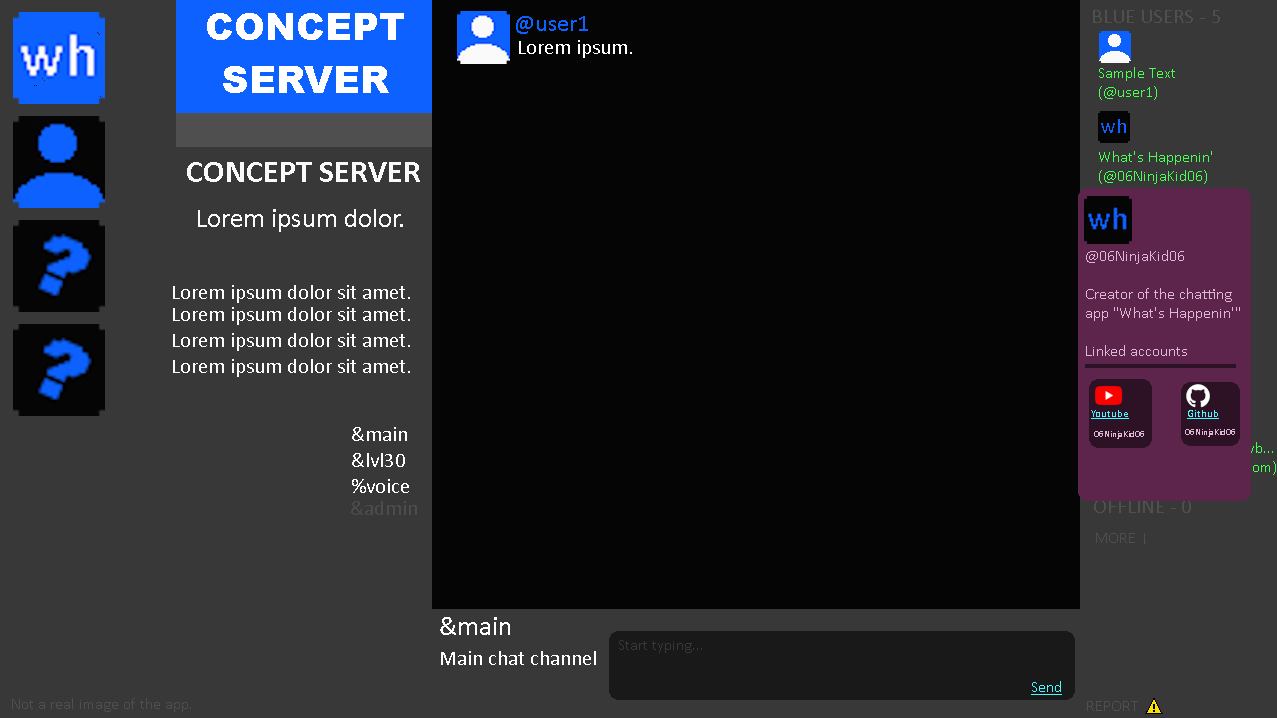 wh
CONCEPT
SERVER
CONCEPT SERVER
Lorem ipsum dolor.
Lorem ipsum dolor sit amet.
Lorem ipsum dolor sit amet.
Lorem ipsum dolor sit amet.
Lorem ipsum dolor sit amet.
&main
&lvl30
%voice
&admin
@user1
Lorem ipsum.
&main
Main chat channel
Start typing...
Send
BLUE USERS - 5
Sample Text
(@user1)
wh
What's Happenin'
(@06NinjaKid06)
wh
@06NinjaKid06
Creator of the chatting
app "What's Happenin'"
Linked accounts
Youtube
06NinjaKid06
Github
06NinjaKid06
om)
OFFLINE - 0
MORE |
Not a real image of the app.
REPORT